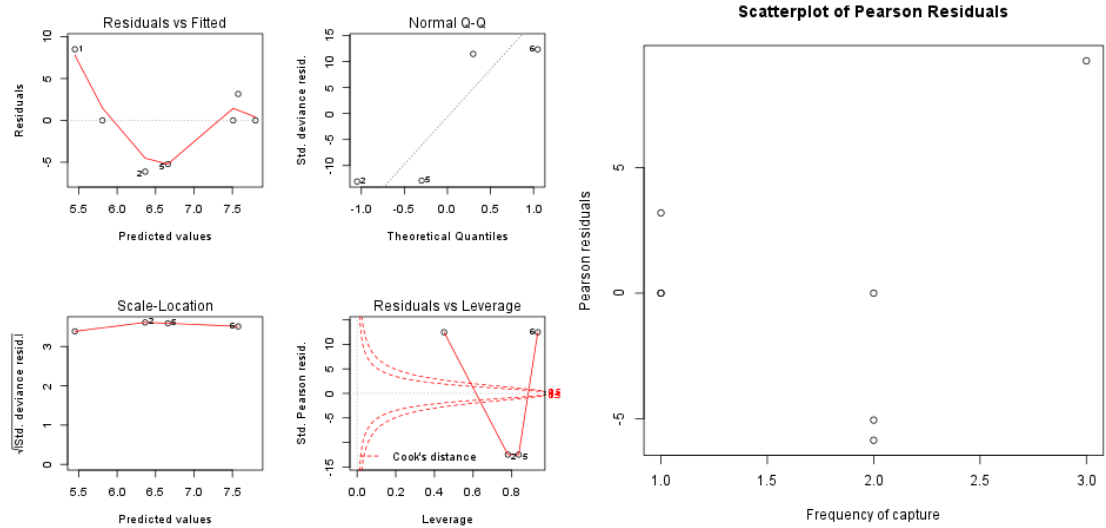 Residuals vs Fitted
Residuals
10
5
0
-5
1
2
5
5.5 6.0 6.5 7.0 7.5
Predicted values
Normal Q-Q
Std. deviance resid.
15
10
5
0
-5
-10
6
5
-1.0 -0.5 0.0 0.5 1.0
Theoretical Quantiles
Scale-Location
√|Std. deviance resid.|
3
2
1
0
2
5
6
5.5 6.0 6.5 7.0 7.5
Predicted values
Residuals vs Leverage
Std. Pearson resid.
10
5
0
-5
-15
6
2
5
Cook's distance
0.0 0.2 0.4 0.6 0.8
Leverage
Scatterplot of Pearson Residuals
Pearson residuals
5
0
-5
1.0 1.5 2.0 2.5 3.0
Frequency of capture